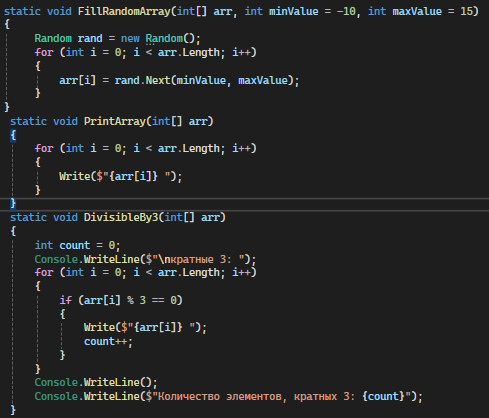 static void FillRandomArray(int[] arr, int minValue = -10, int maxValue = 15)
{
Random rand = new Random();
for (int i = 0; i < arr.Length; i++)
{
arr[i] = rand.Next(minValue, maxValue);
}
}
static void PrintArray(int[] arr)
{
for (int i = 0; i < arr.Length; i++)
{
Write($"{arr[i]} ");
}
}
static void DivisibleBy3(int[] arr)
{
int count = 0;
Console.WriteLine($"\nкратные 3: ");
for (int i = 0; i < arr.Length; i++)
{
if (arr[i] % 3 == 0)
{
Write($"{arr[i]} ");
count++;
}
}
Console.WriteLine();
Console.WriteLine($"Количество элементов, кратных 3: {count}");
}